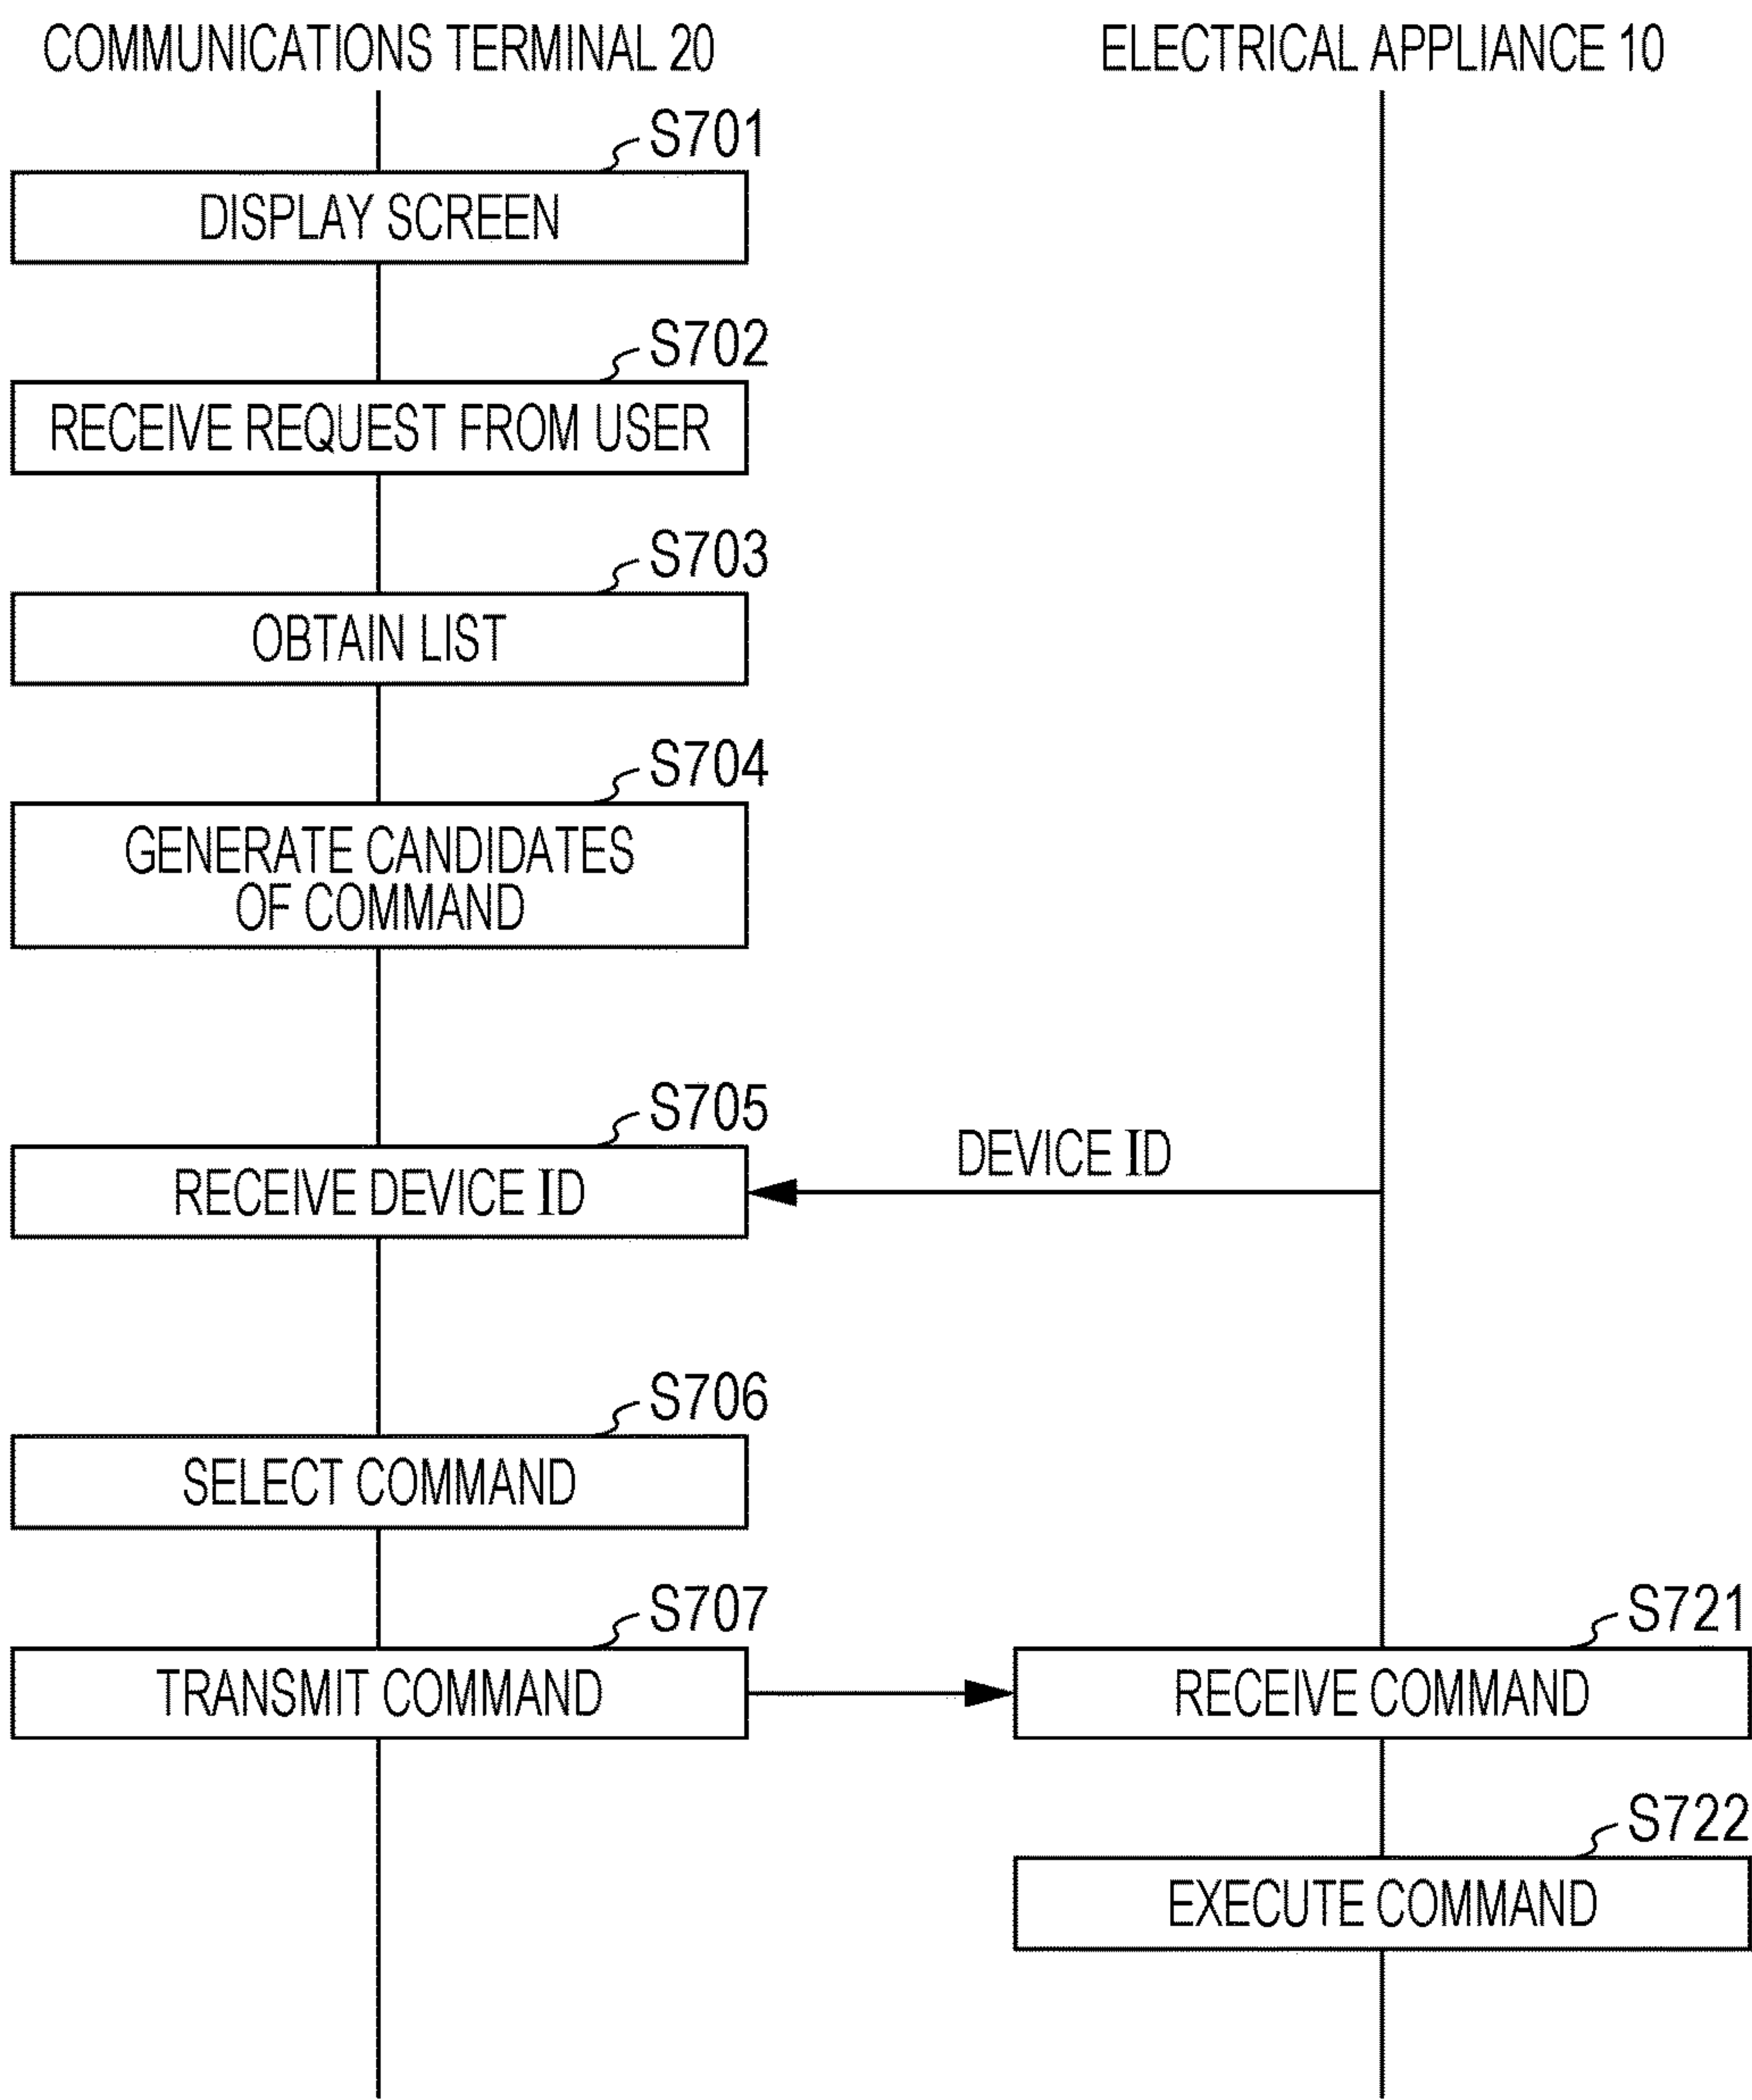 COMMUNICATIONS TERMINAL 20
ELECTRICAL APPLIANCE 10
S701
DISPLAY SCREEN
S702
RECEIVE REQUEST FROM USER
S703
OBTAIN LIST
S704
GENERATE CANDIDATES
OF COMMAND
S705
RECEIVE DEVICE ID
DEVICE ID
S706
SELECT COMMAND
S707
TRANSMIT COMMAND
S721
RECEIVE COMMAND
S722
EXECUTE COMMAND